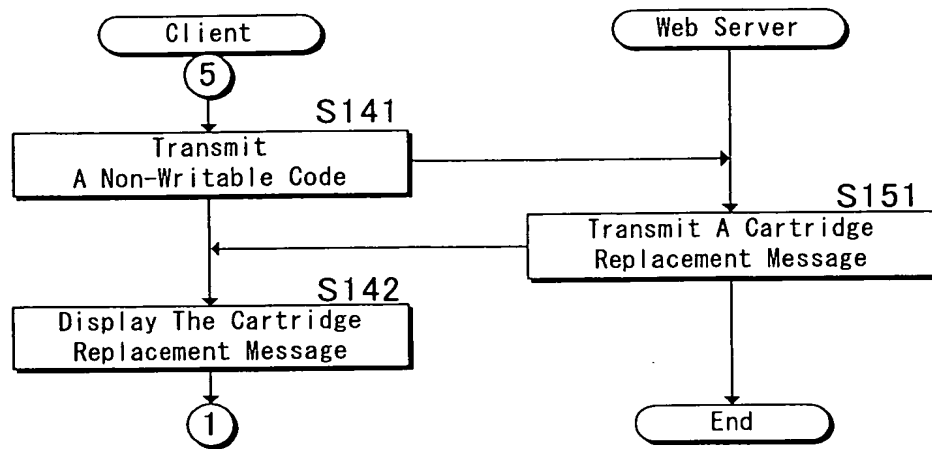 Client
Web Server
5
S141
Transmit
A Non-Writable Code
S151
Transmit A Cartridge
Replacement Message
S142
Display The Cartridge
Replacement Message
1
End